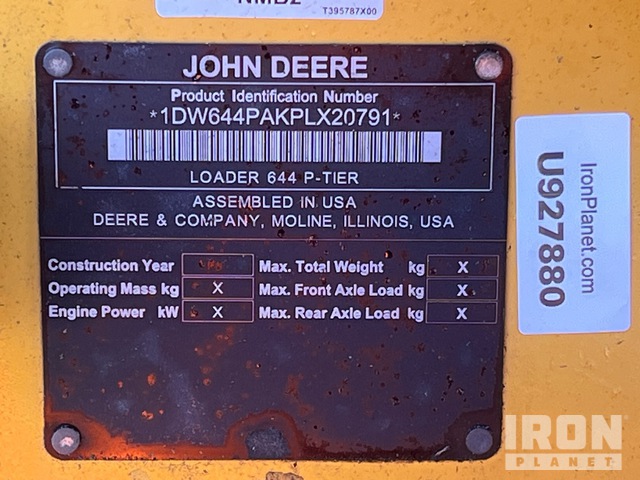 NMB2
T395787X00
JOHN DEERE
Product Identification Number
*1DW644PAKPLX20791*
LOADER 644 P-TIER
ASSEMBLED IN USA
DEERE & COMPANY, MOLINE, ILLINOIS, USA
Construction Year
Max. Total Weight kg X
Operating Mass kg X
Max. Front Axle Load kg X
Engine Power kW X
Max. Rear Axle Load kg X
IronPlanet.com
U927880
IRON
PLANET